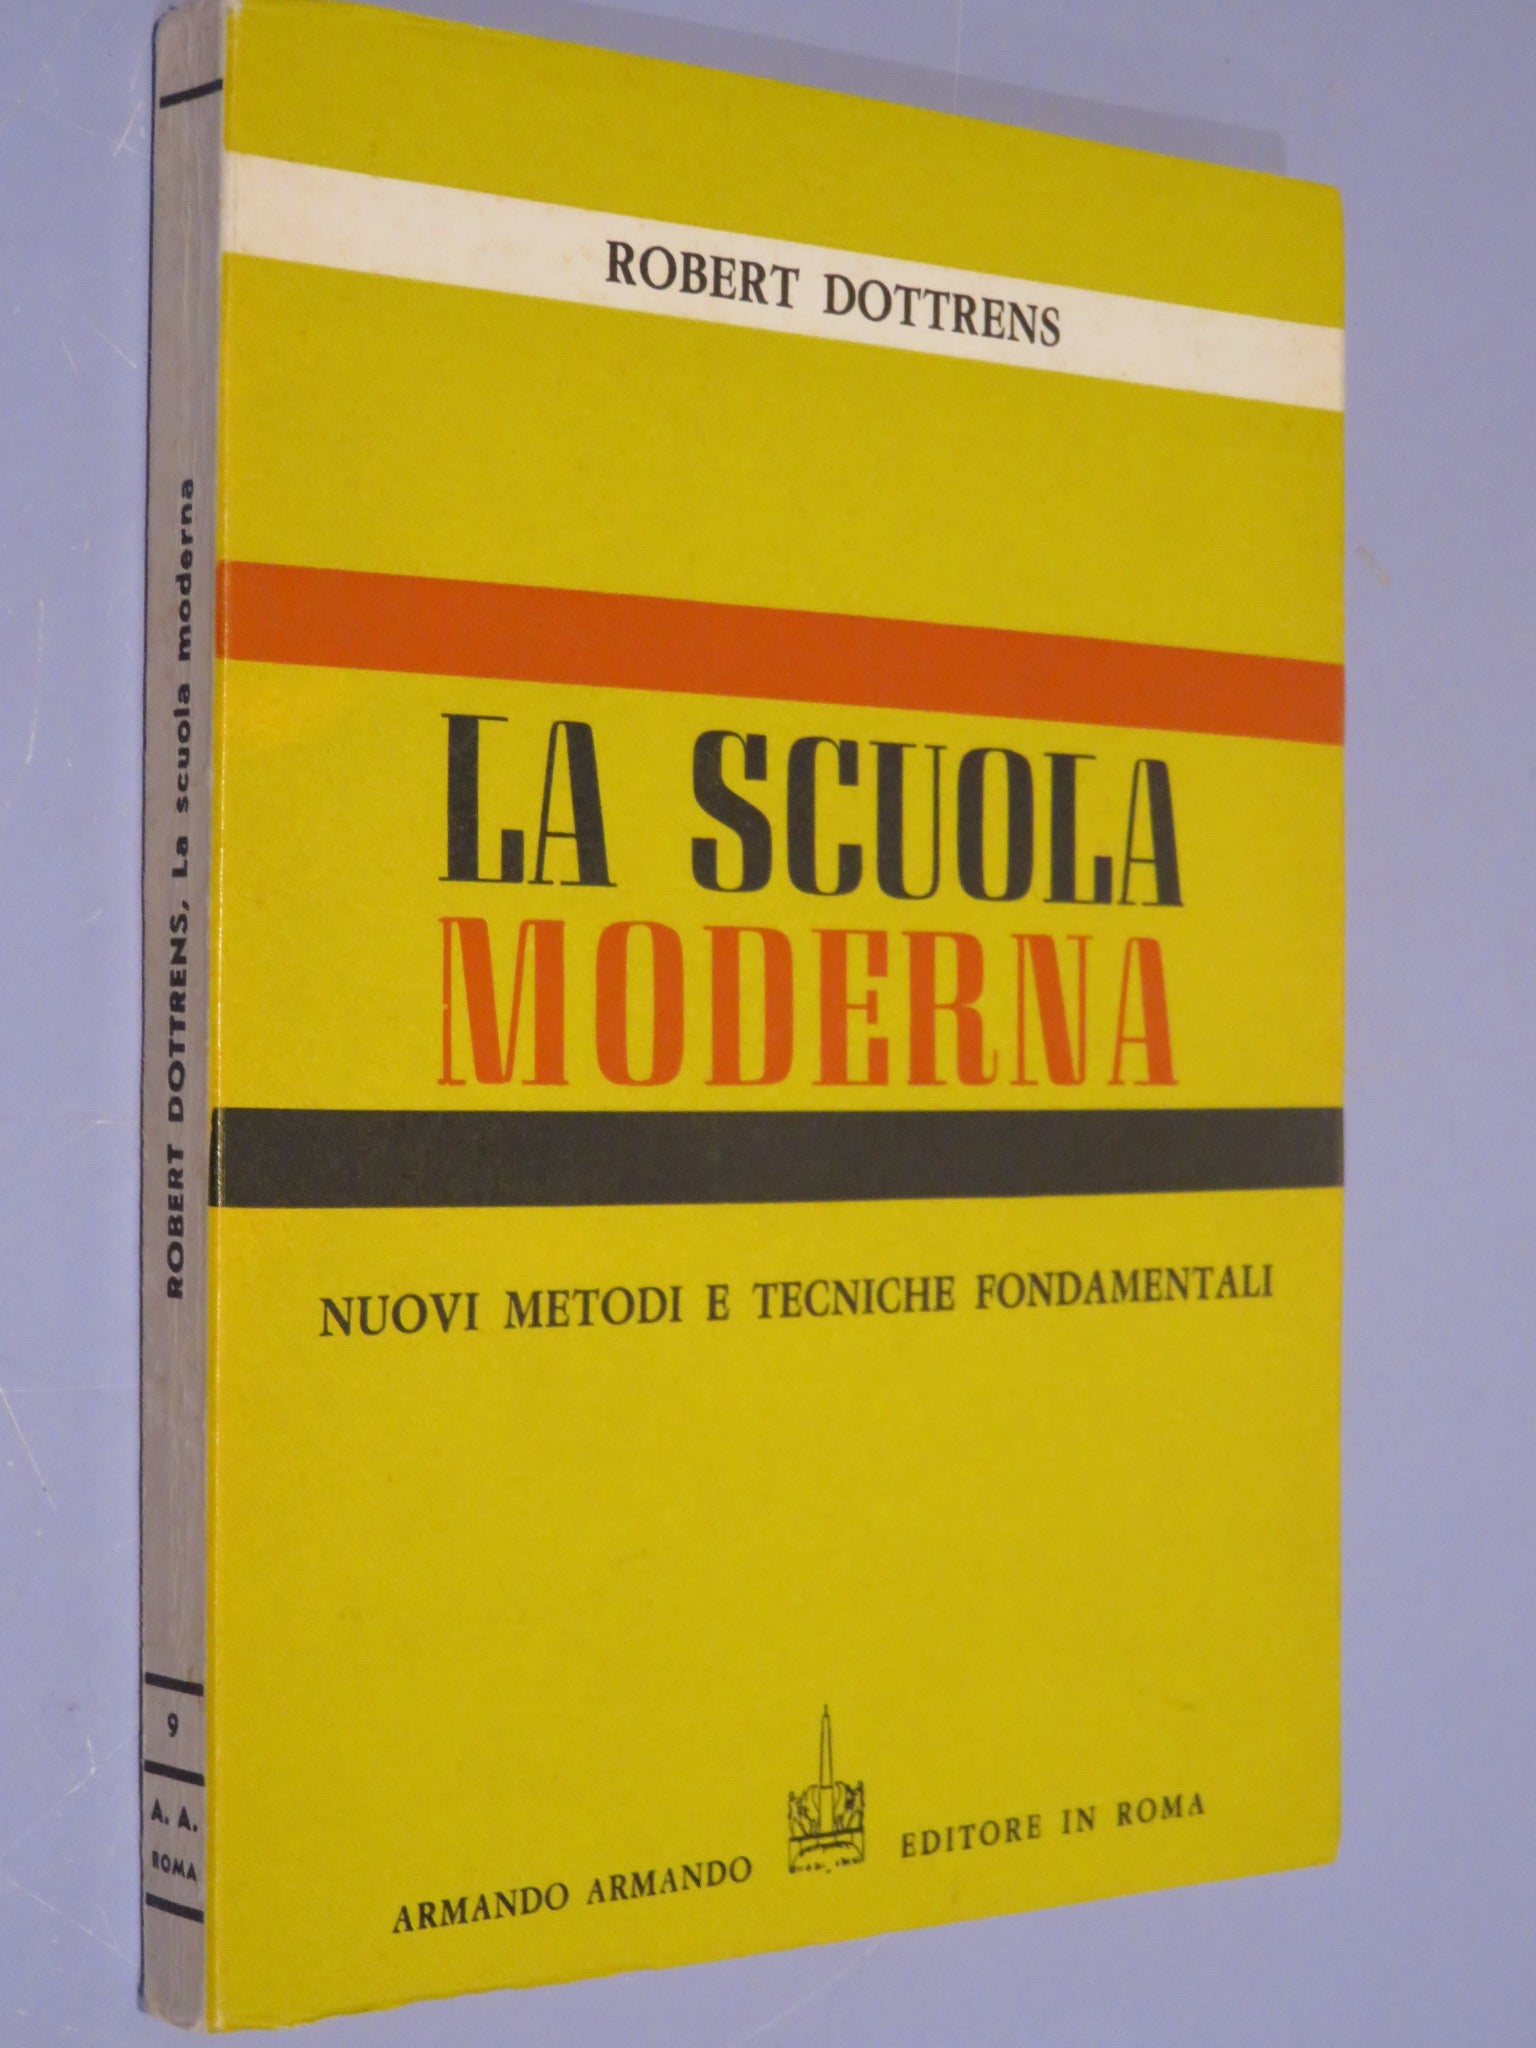 ROBERT DOTTRENS
LA SCUOLA
MODERNA
NUOVI METODI E TECNICHE FONDAMENTALI
ARMANDO ARMANDO EDITORE IN ROMA
ROBERT DOTTRENS, La scuola moderna
9
A. A.
ROMA